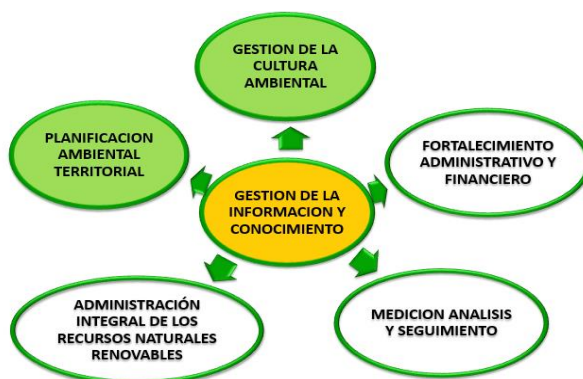 GESTION DE LA
CULTURA
AMBIENTAL
PLANIFICACION
AMBIENTAL
TERRITORIAL
FORTALECIMIENTO
ADMINISTRATIVO Y
FINANCIERO
GESTION DE LA
INFORMACION Y
CONOCIMIENTO
ADMINISTRACIÓN
INTEGRAL DE LOS
RECURSOS NATURALES
RENOVABLES
MEDICION ANALISIS
Y SEGUIMIENTO